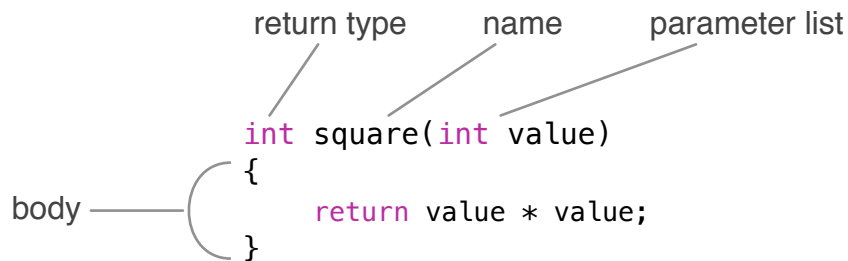 return type name parameter list
int square(int value)
{
body
return value * value;
}